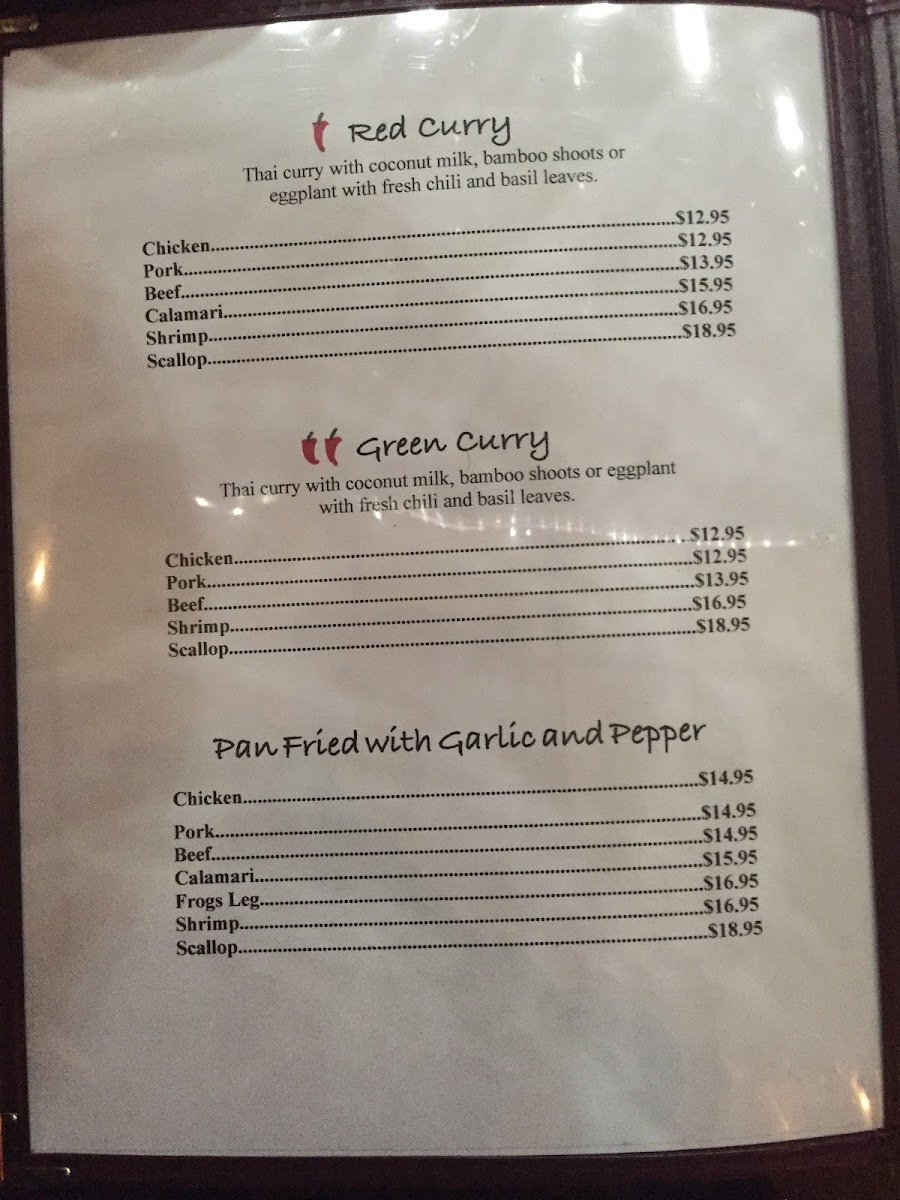 Red Curry
Thai curry with coconut milk, bamboo shoots or
eggplant with fresh chili and basil leaves.
Chicken.....$12.95
Pork.....$12.95
Beef.....$13.95
Calamari.....$15.95
Shrimp.....$16.95
Scallop.....$18.95
Green Curry
Thai curry with coconut milk, bamboo shoots or eggplant
with fresh chili and basil leaves.
Chicken.....$12.95
Pork.....$12.95
Beef.....$13.95
Shrimp.....$16.95
Scallop.....$18.95
Pan Fried with Garlic and Pepper
Chicken.....$14.95
Pork.....$14.95
Beef.....$14.95
Calamari.....$15.95
Frogs Leg.....$16.95
Shrimp.....$16.95
Scallop.....$18.95